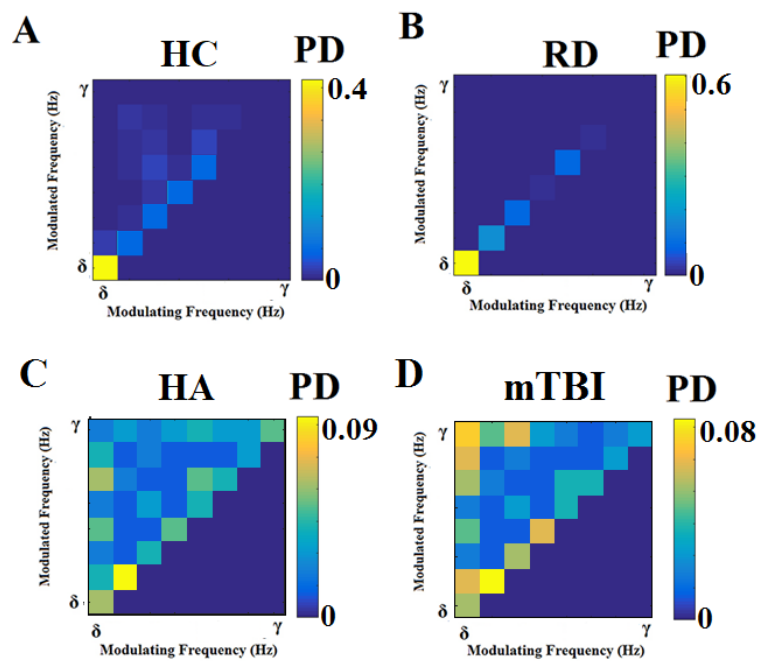 A
HC
PD
0.4
0
Modulated Frequency (Hz)
γ
δ
δ
γ
Modulating Frequency (Hz)
B
RD
PD
0.6
0
Modulated Frequency (Hz)
γ
δ
δ
γ
Modulating Frequency (Hz)
C
HA
PD
0.09
0
Modulated Frequency (Hz)
γ
δ
δ
γ
Modulating Frequency (Hz)
D
mTBI
PD
0.08
0
Modulated Frequency (Hz)
γ
δ
δ
γ
Modulating Frequency (Hz)